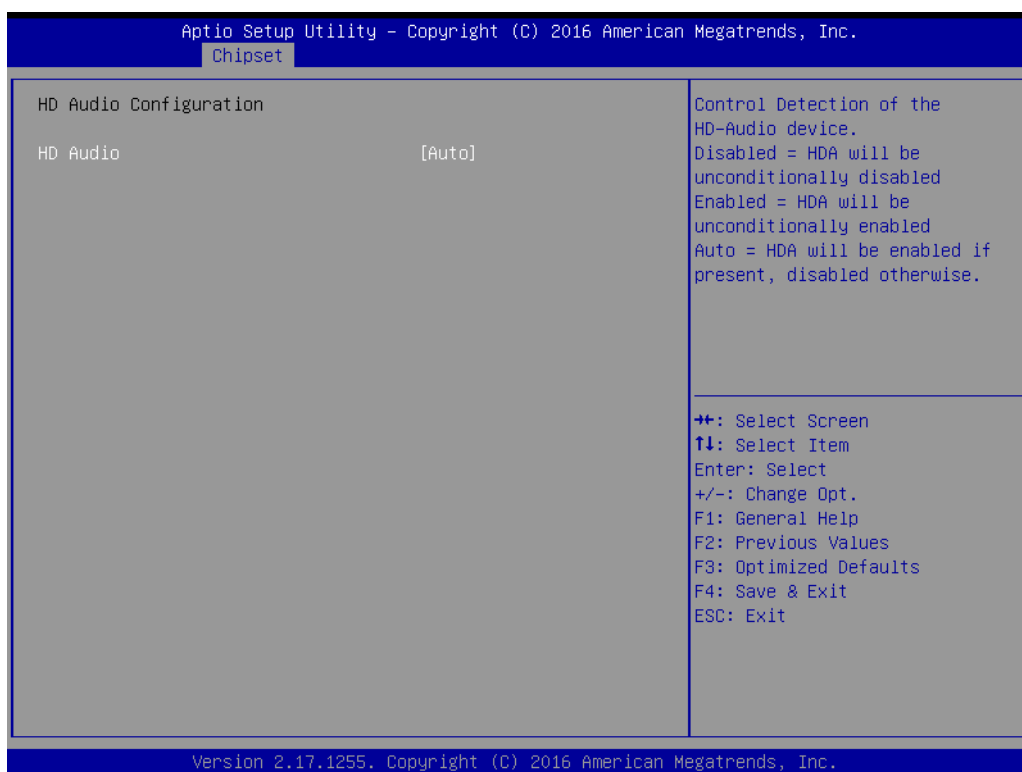 Aptio Setup Utility – Copyright (C) 2016 American Megatrends, Inc.
Chipset
HD Audio Configuration
HD Audio [Auto]
Control Detection of the
HD-Audio device.
Disabled = HDA will be
unconditionally disabled
Enabled = HDA will be
unconditionally enabled
Auto = HDA will be enabled if
present, disabled otherwise.
→←: Select Screen
↑↓: Select Item
Enter: Select
+/-: Change Opt.
F1: General Help
F2: Previous Values
F3: Optimized Defaults
F4: Save & Exit
ESC: Exit
Version 2.17.1255. Copyright (C) 2016 American Megatrends, Inc.